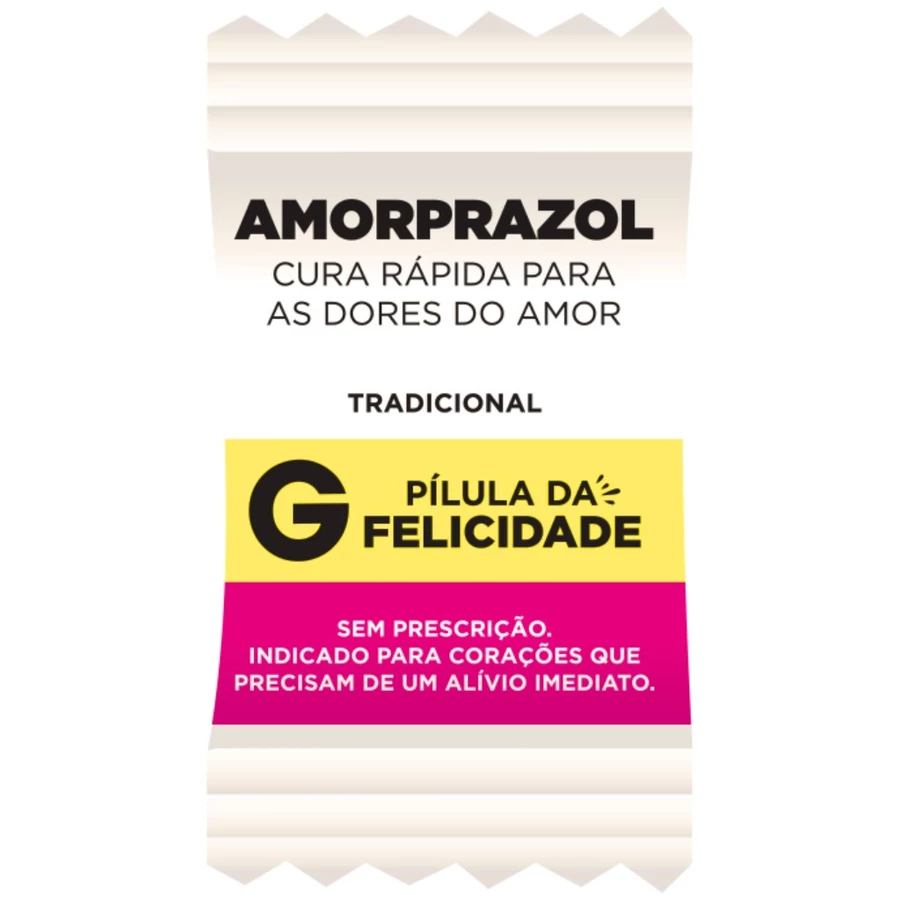 AMORPRAZOL
CURA RÁPIDA PARA
AS DORES DO AMOR
TRADICIONAL
G
PÍLULA DA
FELICIDADE
SEM PRESCRIÇÃO.
INDICADO PARA CORAÇÕES QUE
PRECISAM DE UM ALÍVIO IMEDIATO.